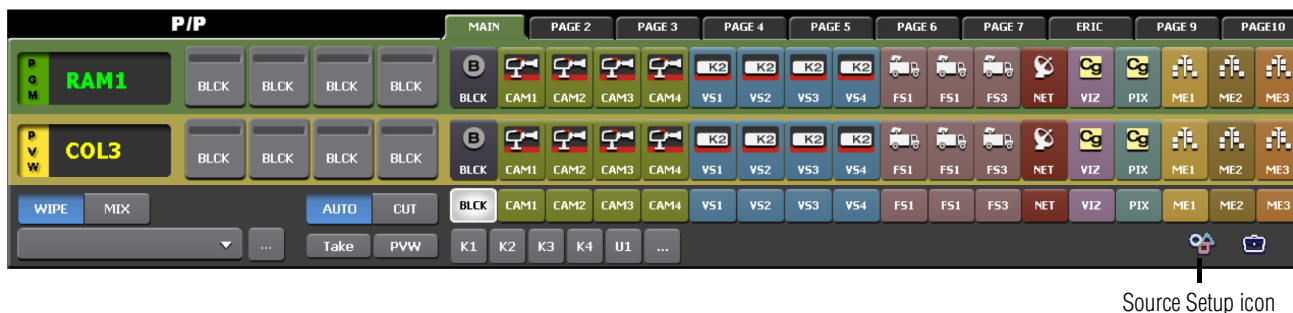 P/P MAIN PAGE 2 PAGE 3 PAGE 4 PAGE 5 PAGE 6 PAGE 7 ERIC PAGE 9 PAGE10
PGM RAM1 BLCK BLCK BLCK BLCK B K2 K2 K2 K2 Cg Cg
BLCK CAM1 CAM2 CAM3 CAM4 VS1 VS2 VS3 VS4 FS1 FS1 FS3 NET VIZ PIX ME1 ME2 ME3
PVW COL3 BLCK BLCK BLCK BLCK B K2 K2 K2 K2 Cg Cg
BLCK CAM1 CAM2 CAM3 CAM4 VS1 VS2 VS3 VS4 FS1 FS1 FS3 NET VIZ PIX ME1 ME2 ME3
WIPE MIX AUTO CUT BLCK CAM1 CAM2 CAM3 CAM4 VS1 VS2 VS3 VS4 FS1 FS1 FS3 NET VIZ PIX ME1 ME2 ME3
... Take PVW K1 K2 K3 K4 U1 ...
Source Setup icon